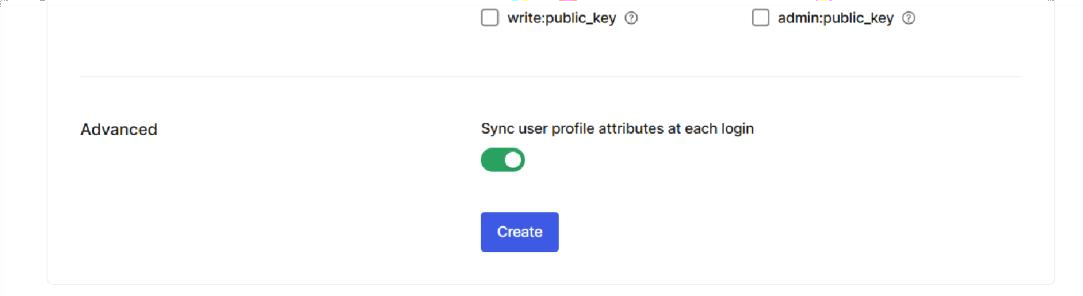 write:public_key admin:public_key
Advanced
Sync user profile attributes at each login
Create